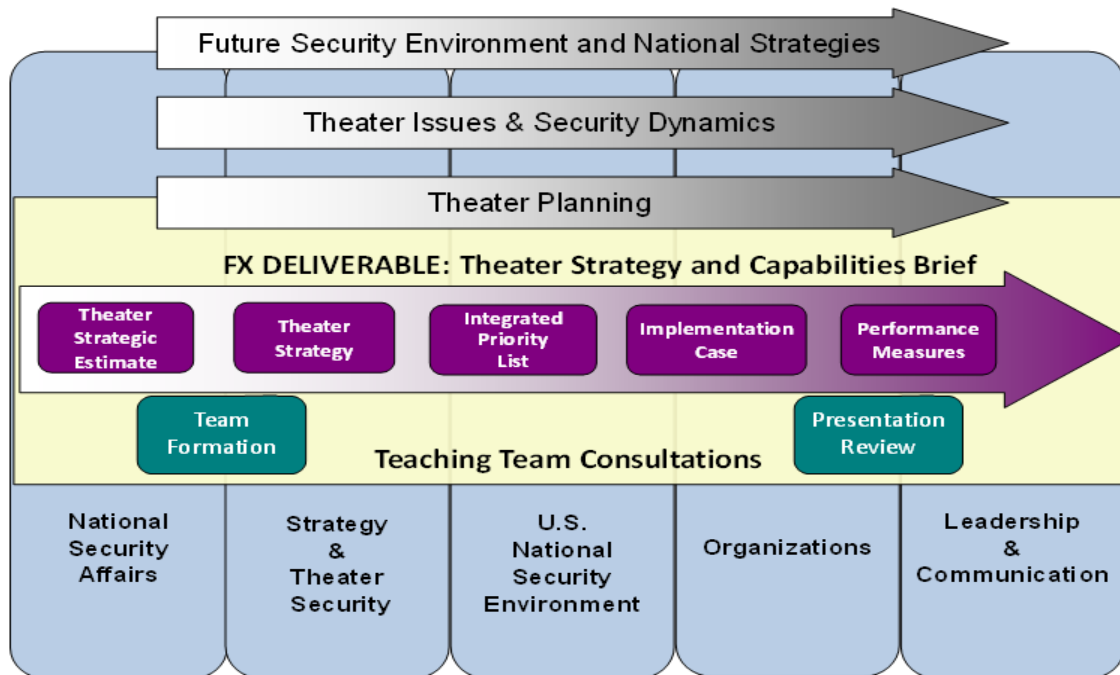 Future Security Environment and National Strategies
Theater Issues & Security Dynamics
Theater Planning
FX DELIVERABLE: Theater Strategy and Capabilities Brief
Theater
Strategic
Estimate
Theater
Strategy
Integrated
Priority
List
Implementation
Case
Performance
Measures
Team
Formation
Presentation
Review
Teaching Team Consultations
National
Security
Affairs
Strategy
&
Theater
Security
U.S.
National
Security
Environment
Organizations
Leadership
&
Communication